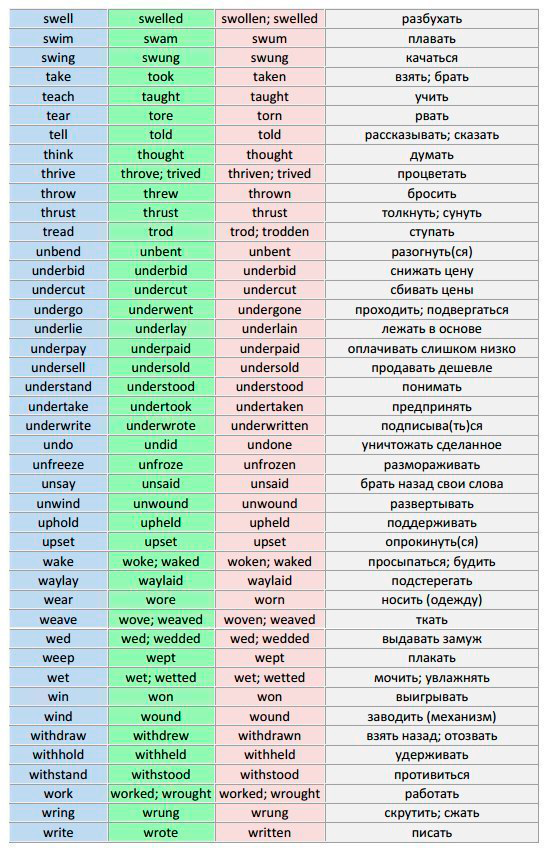 swell swelled swollen; swelled разбухать
swim swam swum плавать
swing swung swung качаться
take took taken взять; брать
teach taught taught учить
tear tore torn рвать
tell told told рассказывать; сказать
think thought thought думать
thrive throve; trived thriven; trived процветать
throw threw thrown бросить
thrust thrust thrust толкнуть; сунуть
tread trod trod; trodden ступать
unbend unbent unbent разогнуть(ся)
underbid underbid underbid снижать цену
undercut undercut undercut сбивать цены
undergo underwent undergone проходить; подвергаться
underlie underlay underlain лежать в основе
underpay underpaid underpaid оплачивать слишком низко
undersell undersold undersold продавать дешевле
understand understood understood понимать
undertake undertook undertaken предпринять
underwrite underwrote underwritten подписыва(ть)ся
undo undid undone уничтожать сделанное
unfreeze unfroze unfrozen размораживать
unsay unsaid unsaid брать назад свои слова
unwind unwound unwound развертывать
uphold upheld upheld поддерживать
upset upset upset опрокинуть(ся)
wake woke; waked woken; waked просыпаться; будить
waylay waylaid waylaid подстерегать
wear wore worn носить (одежду)
weave wove; weaved woven; weaved ткать
wed wed; wedded wed; wedded выдавать замуж
weep wept wept плакать
wet wet; wetted wet; wetted мочить; увлажнять
win won won выигрывать
wind wound wound заводить (механизм)
withdraw withdrew withdrawn взять назад; отозвать
withhold withheld withheld удерживать
withstand withstood withstood противиться
work worked; wrought worked; wrought работать
wring wrung wrung скрутить; сжать
write wrote written писать